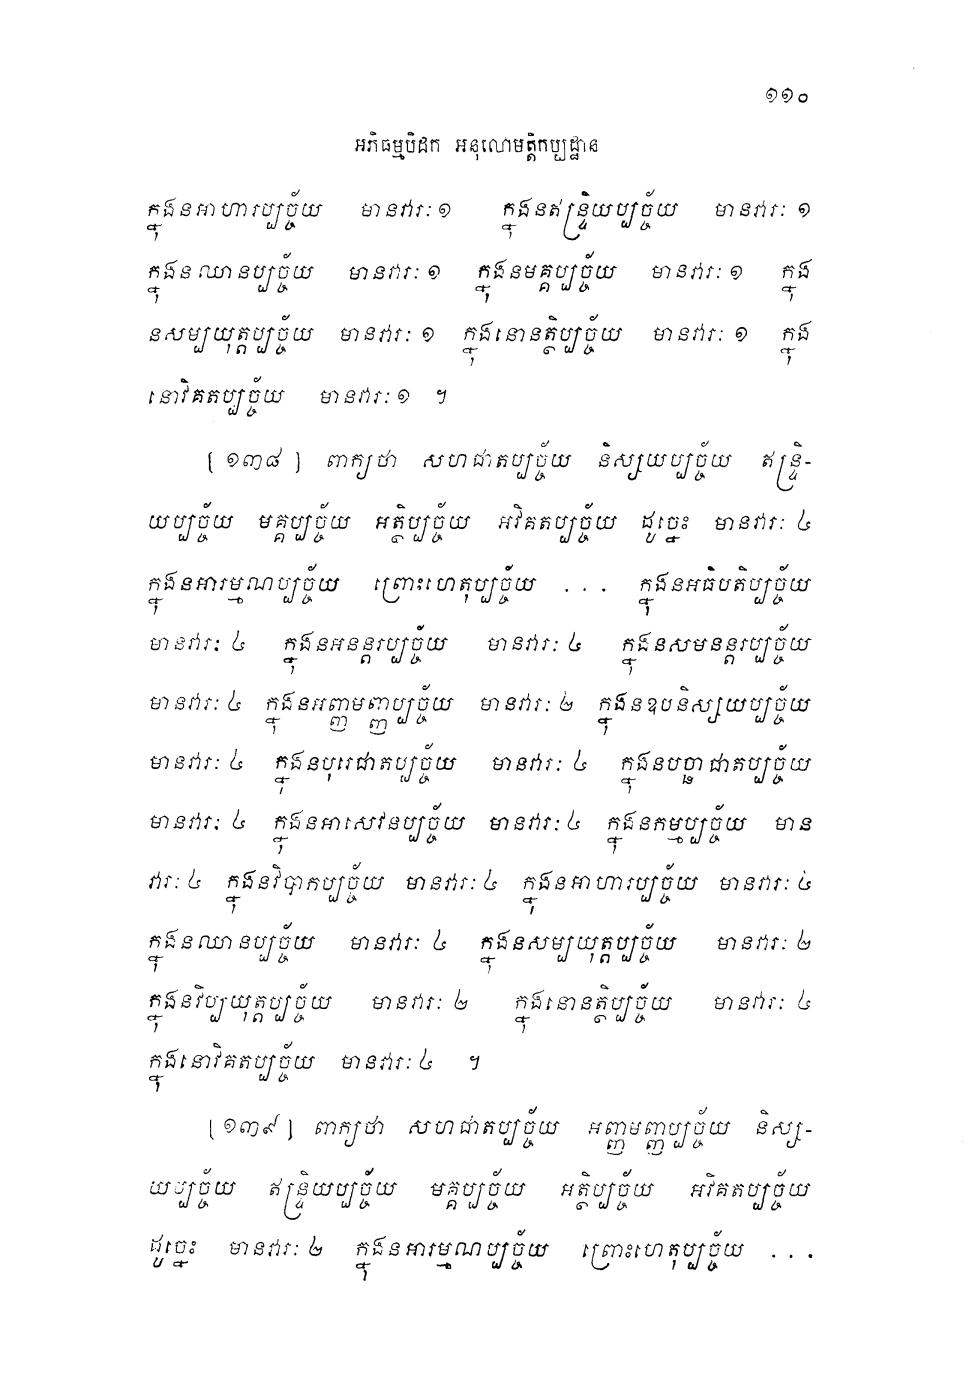 ១១០
អភិធម្មបិដក អនុលោមត្តិកប្បដ្ឋាន
ក្នុងនអាហារប្បច្ច័យ មានវារៈ ១ ក្នុងនឥន្ទ្រិយប្បច្ច័យ មានវារៈ ១
ក្នុងនឈានប្បច្ច័យ មានវារៈ ១ ក្នុងនមគ្គប្បច្ច័យ មានវារៈ ១ ក្នុង
នសម្បយុត្តប្បច្ច័យ មានវារៈ ១ ក្នុងនោនត្ថិប្បច្ច័យ មានវារៈ ១ ក្នុង
នោវិគតប្បច្ច័យ មានវារៈ ១ ។
[ ១៣៨ ] ពាក្យថា សហជាតប្បច្ច័យ និស្សយប្បច្ច័យ ឥន្ទ្រិ-
យប្បច្ច័យ មគ្គប្បច្ច័យ អត្ថិប្បច្ច័យ អវិគតប្បច្ច័យ ដូច្នេះ មានវារៈ ៤
ក្នុងនអារម្មណប្បច្ច័យ ព្រោះហេតុប្បច្ច័យ ... ក្នុងនអធិបតិប្បច្ច័យ
មានវារៈ ៤ ក្នុងនអនន្តរប្បច្ច័យ មានវារៈ ៤ ក្នុងនសមនន្តរប្បច្ច័យ
មានវារៈ ៤ ក្នុងនអញ្ញមញ្ញប្បច្ច័យ មានវារៈ ២ ក្នុងនឧបនិស្សយប្បច្ច័យ
មានវារៈ ៤ ក្នុងនបុរេជាតប្បច្ច័យ មានវារៈ ៤ ក្នុងនបច្ឆាជាតប្បច្ច័យ
មានវារៈ ៤ ក្នុងនអាសេវនប្បច្ច័យ មានវារៈ ៤ ក្នុងនកម្មប្បច្ច័យ មាន
វារៈ ៤ ក្នុងនវិបាកប្បច្ច័យ មានវារៈ ៤ ក្នុងនអាហារប្បច្ច័យ មានវារៈ ៤
ក្នុងនឈានប្បច្ច័យ មានវារៈ ៤ ក្នុងនសម្បយុត្តប្បច្ច័យ មានវារៈ ២
ក្នុងនវិប្បយុត្តប្បច្ច័យ មានវារៈ ២ ក្នុងនោនត្ថិប្បច្ច័យ មានវារៈ ៤
ក្នុងនោវិគតប្បច្ច័យ មានវារៈ ៤ ។
[ ១៣៩ ] ពាក្យថា សហជាតប្បច្ច័យ អញ្ញមញ្ញប្បច្ច័យ និស្ស-
យប្បច្ច័យ ឥន្ទ្រិយប្បច្ច័យ មគ្គប្បច្ច័យ អត្ថិប្បច្ច័យ អវិគតប្បច្ច័យ
ដូច្នេះ មានវារៈ ២ ក្នុងនអារម្មណប្បច្ច័យ ព្រោះហេតុប្បច្ច័យ ...